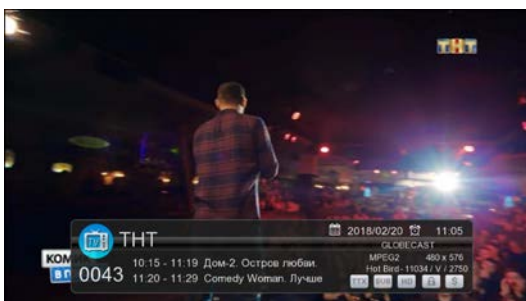 ТНТ
ТНТ
2018/02/20 11:05
GLOBECAST
MPEG2 480 x 576
Hot Bird-11034 / V / 2750
0043
10:15 - 11:19 Дом-2. Остров любви.
11:20 - 11:29 Comedy Woman. Лучше
TTX SUB HD S
КОМ
В П